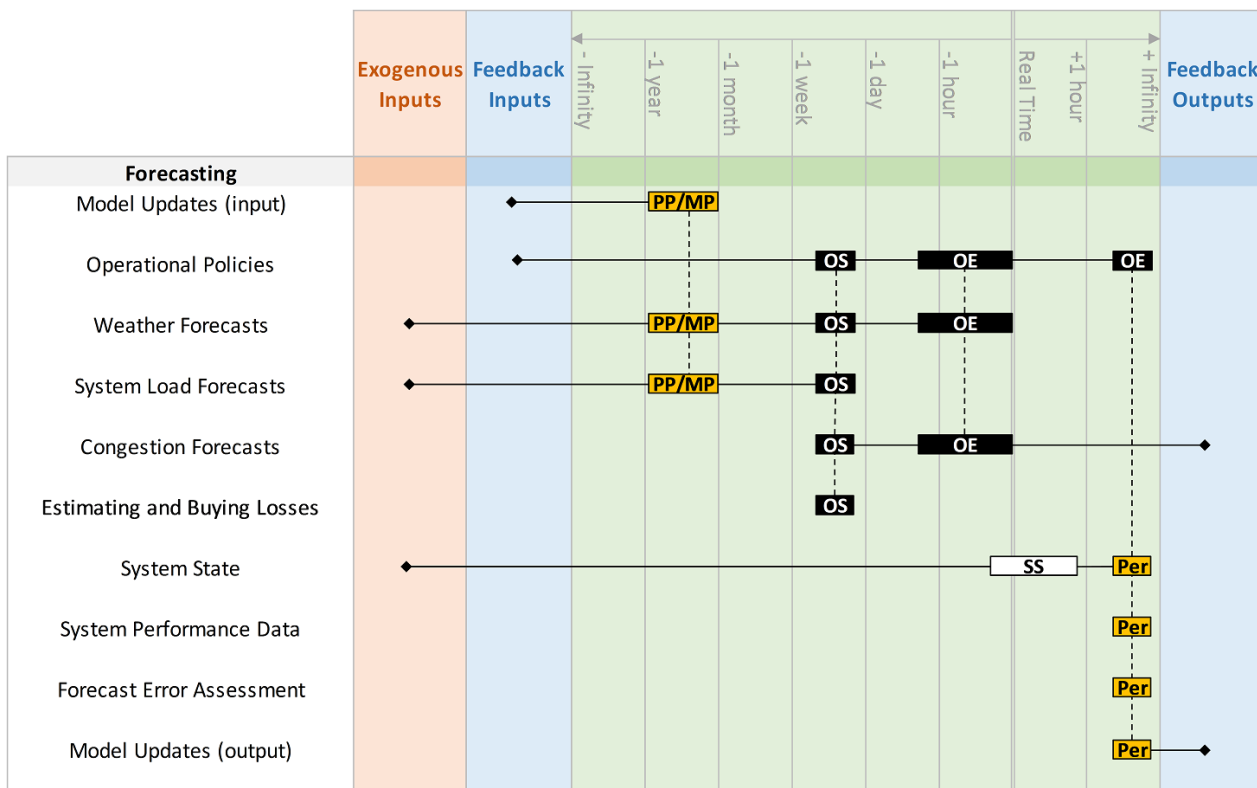 Exogenous
Inputs
Feedback
Inputs
- Infinity
-1 year
-1 month
-1 week
-1 day
-1 hour
Real Time
+1 hour
+ Infinity
Feedback
Outputs
Forecasting
Model Updates (input)
PP/MP
Operational Policies
OS
OE
OE
Weather Forecasts
PP/MP
OS
OE
System Load Forecasts
PP/MP
OS
Congestion Forecasts
OS
OE
Estimating and Buying Losses
OS
System State
SS
Per
System Performance Data
Per
Forecast Error Assessment
Per
Model Updates (output)
Per